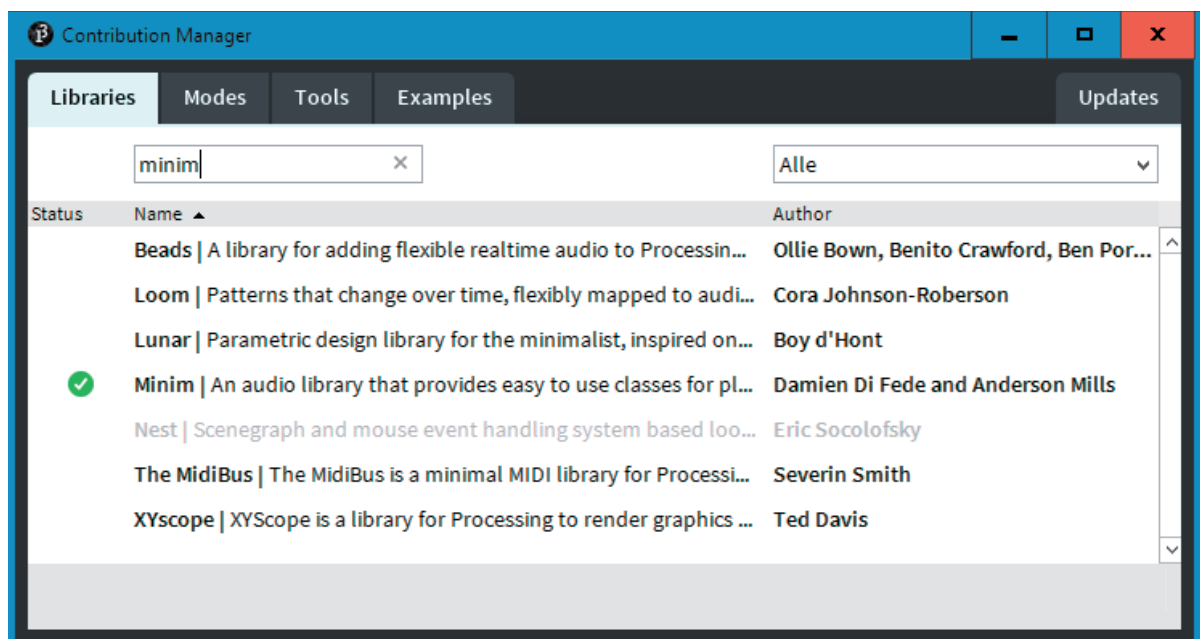 Contribution Manager
Libraries Modes Tools Examples Updates
minim Alle
Status Name Author
Beads | A library for adding flexible realtime audio to Processin... Ollie Bown, Benito Crawford, Ben Por...
Loom | Patterns that change over time, flexibly mapped to audi... Cora Johnson-Roberson
Lunar | Parametric design library for the minimalist, inspired on... Boy d'Hont
Minim | An audio library that provides easy to use classes for pl... Damien Di Fede and Anderson Mills
Nest | Scenegraph and mouse event handling system based loo... Eric Socolofsky
The MidiBus | The MidiBus is a minimal MIDI library for Processi... Severin Smith
XYscope | XYScope is a library for Processing to render graphics ... Ted Davis